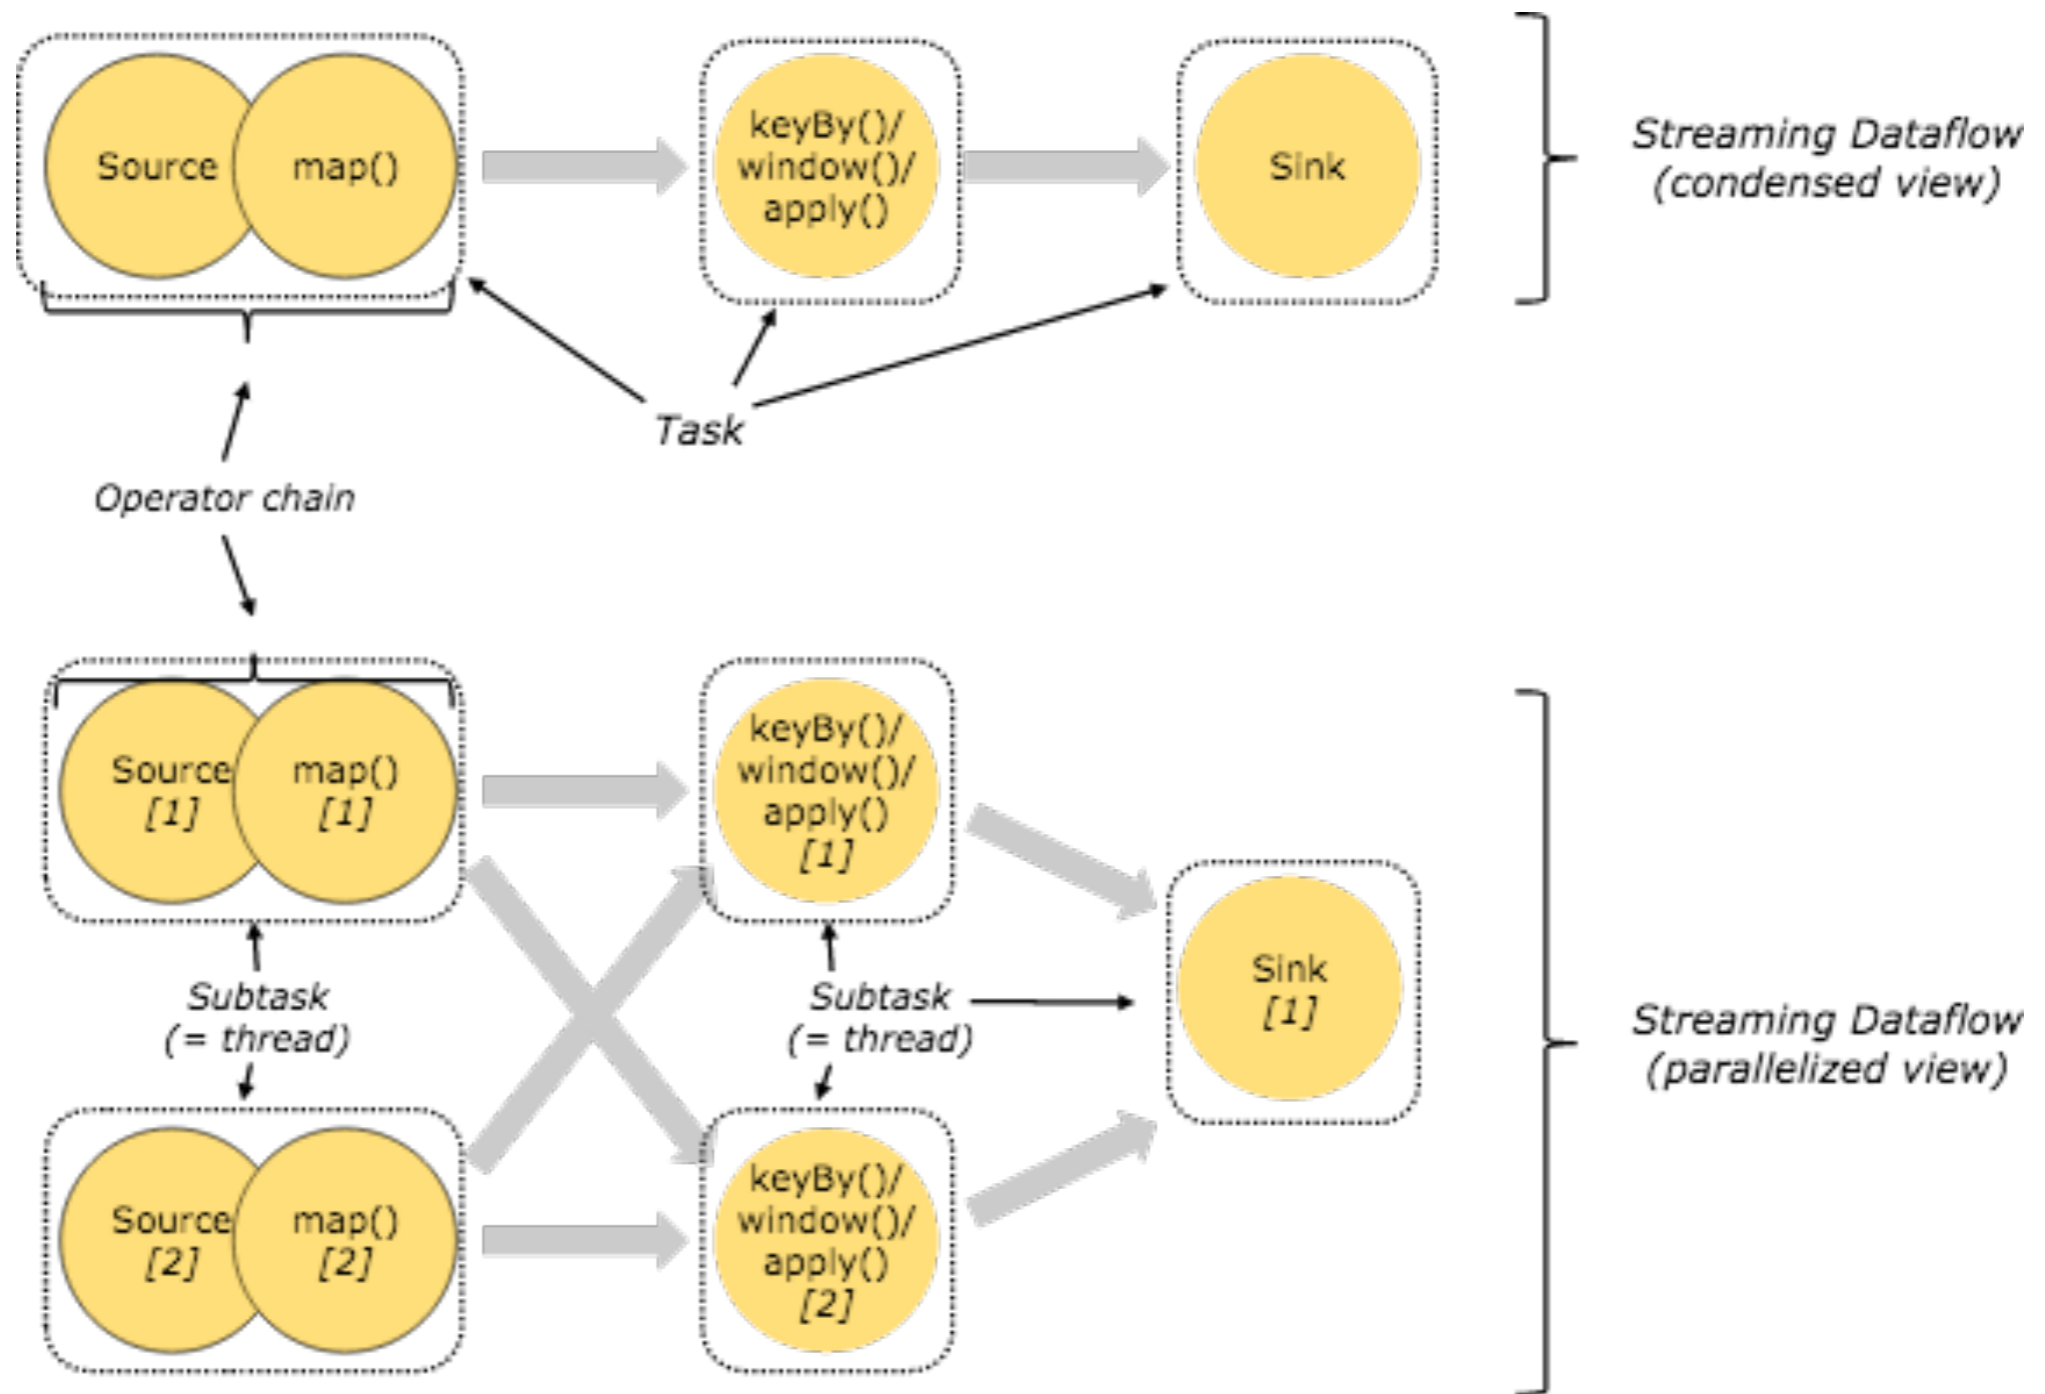 Source
map()
keyBy()/
window()/
apply()
Sink
Streaming Dataflow
(condensed view)
Task
Operator chain
Source
[1]
map()
[1]
keyBy()/
window()/
apply()
[1]
Subtask
(= thread)
Subtask
(= thread)
Sink
[1]
Streaming Dataflow
(parallelized view)
Source
[2]
map()
[2]
keyBy()/
window()/
apply()
[2]